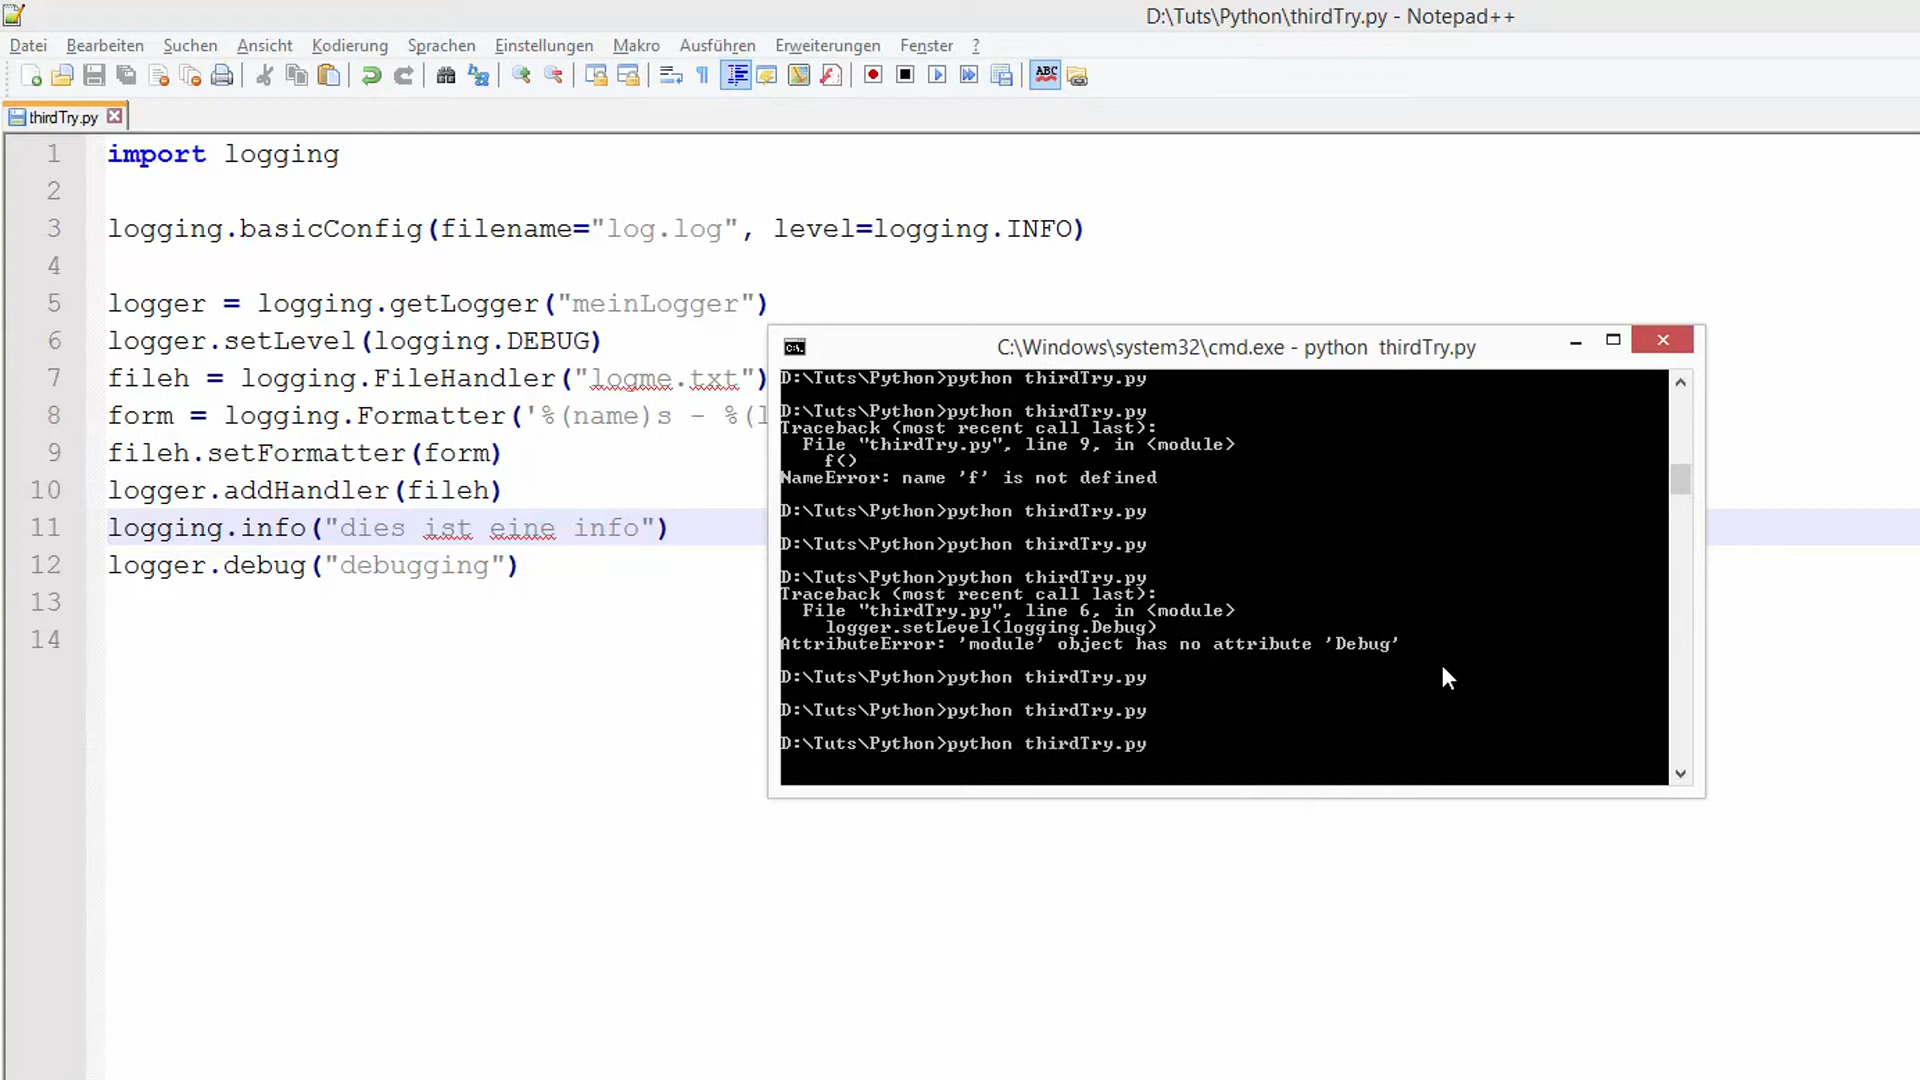 D:\Tuts\Python\thirdTry.py - Notepad++
Datei Bearbeiten Suchen Ansicht Kodierung Sprachen Einstellungen Makro Ausführen Erweiterungen Fenster ?
ABC
thirdTry.py
1 import logging
2
3 logging.basicConfig(filename="log.log", level=logging.INFO)
4
5 logger = logging.getLogger("meinLogger")
6 logger.setLevel(logging.DEBUG)
7 fileh = logging.FileHandler("logme.txt")
8 form = logging.Formatter('%(name)s - %(l
9 fileh.setFormatter(form)
10 logger.addHandler(fileh)
11 logging.info("dies ist eine info")
12 logger.debug("debugging")
13
14
C:\Windows\system32\cmd.exe - python thirdTry.py
D:\Tuts\Python>python thirdTry.py
D:\Tuts\Python>python thirdTry.py
Traceback (most recent call last):
File "thirdTry.py", line 9, in <module>
f()
NameError: name 'f' is not defined
D:\Tuts\Python>python thirdTry.py
D:\Tuts\Python>python thirdTry.py
D:\Tuts\Python>python thirdTry.py
Traceback (most recent call last):
File "thirdTry.py", line 6, in <module>
logger.setLevel(logging.Debug)
AttributeError: 'module' object has no attribute 'Debug'
D:\Tuts\Python>python thirdTry.py
D:\Tuts\Python>python thirdTry.py
D:\Tuts\Python>python thirdTry.py